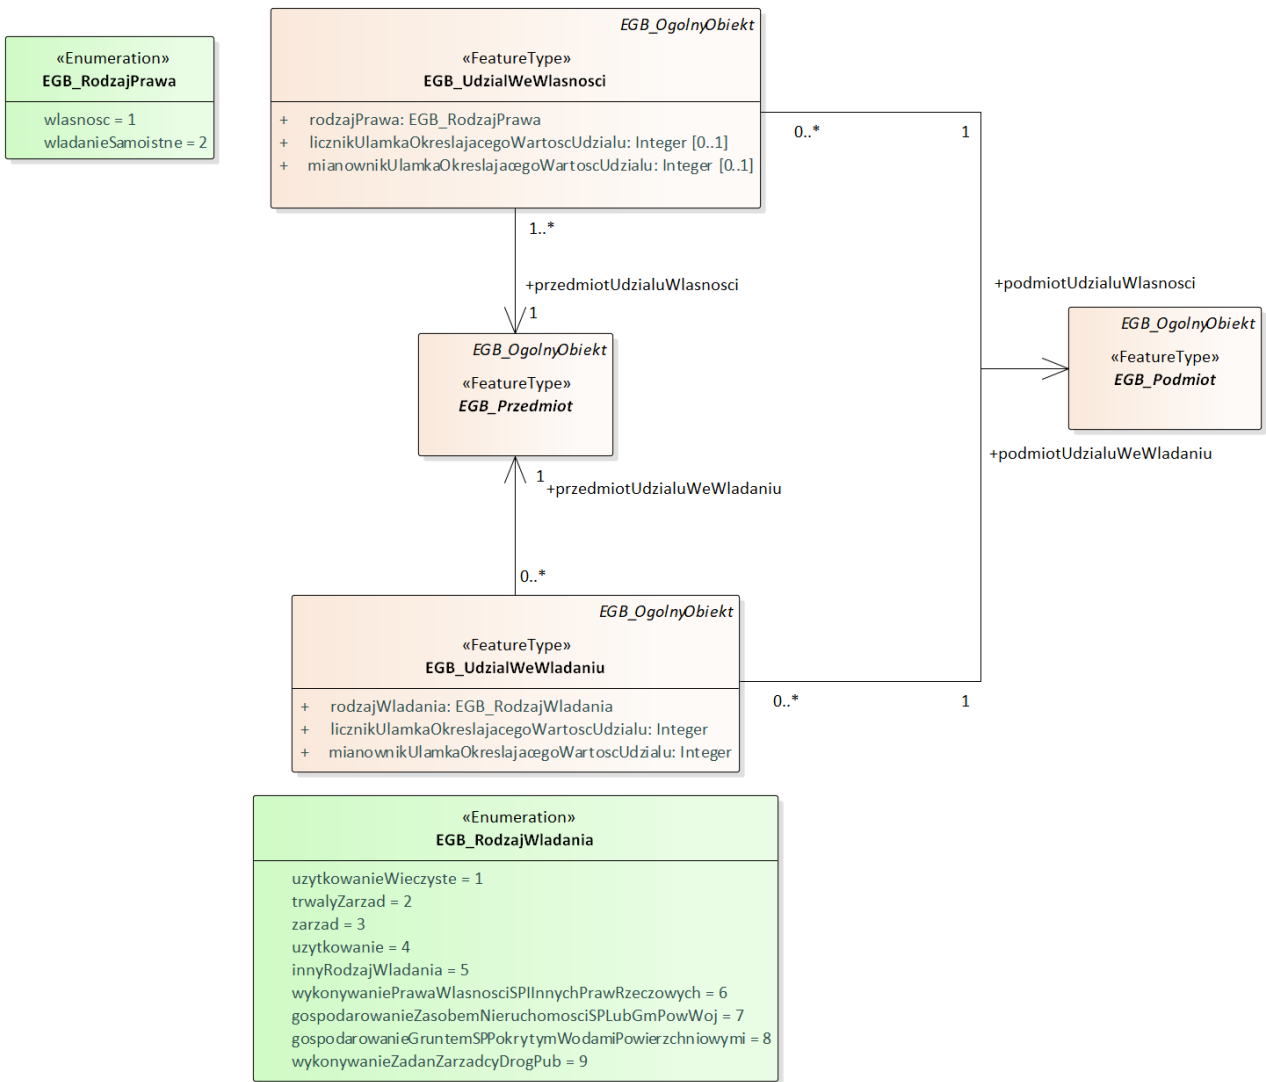 «Enumeration»
EGB_RodzajPrawa
wlasnosc = 1
wladanieSamoistne = 2
EGB_OgolnyObiekt
«FeatureType»
EGB_UdzialWeWlasnosci
+ rodzajPrawa: EGB_RodzajPrawa
+ licznikUlamkaOkreslajacegoWartoscUdzialu: Integer [0..1]
+ mianownikUlamkaOkreslajacegoWartoscUdzialu: Integer [0..1]
0..*
1
1..*
+przedmiotUdzialuWlasnosci
1
+podmiotUdzialuWlasnosci
EGB_OgolnyObiekt
«FeatureType»
EGB_Przedmiot
EGB_OgolnyObiekt
«FeatureType»
EGB_Podmiot
+podmiotUdzialuWeWladaniu
1
+przedmiotUdzialuWeWladaniu
0..*
EGB_OgolnyObiekt
«FeatureType»
EGB_UdzialWeWladaniu
+ rodzajWladania: EGB_RodzajWladania
+ licznikUlamkaOkreslajacegoWartoscUdzialu: Integer
+ mianownikUlamkaOkreslajacegoWartoscUdzialu: Integer
0..*
1
«Enumeration»
EGB_RodzajWladania
uzytkowanieWieczyste = 1
trwalyZarzad = 2
zarzad = 3
uzytkowanie = 4
innyRodzajWladania = 5
wykonywaniePrawaWlasnosciSPIInnychPrawRzeczowych = 6
gospodarowanieZasobemNieruchomosciSPLubGmPowWoj = 7
gospodarowanieGruntemSPPokrytymWodamiPowierzchniowymi = 8
wykonywanieZadanZarzadcyDrogPub = 9